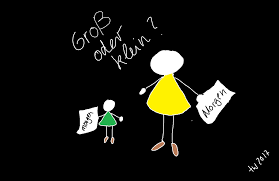 Groß
oder
klein?
morgen
Morgen
tw 2017